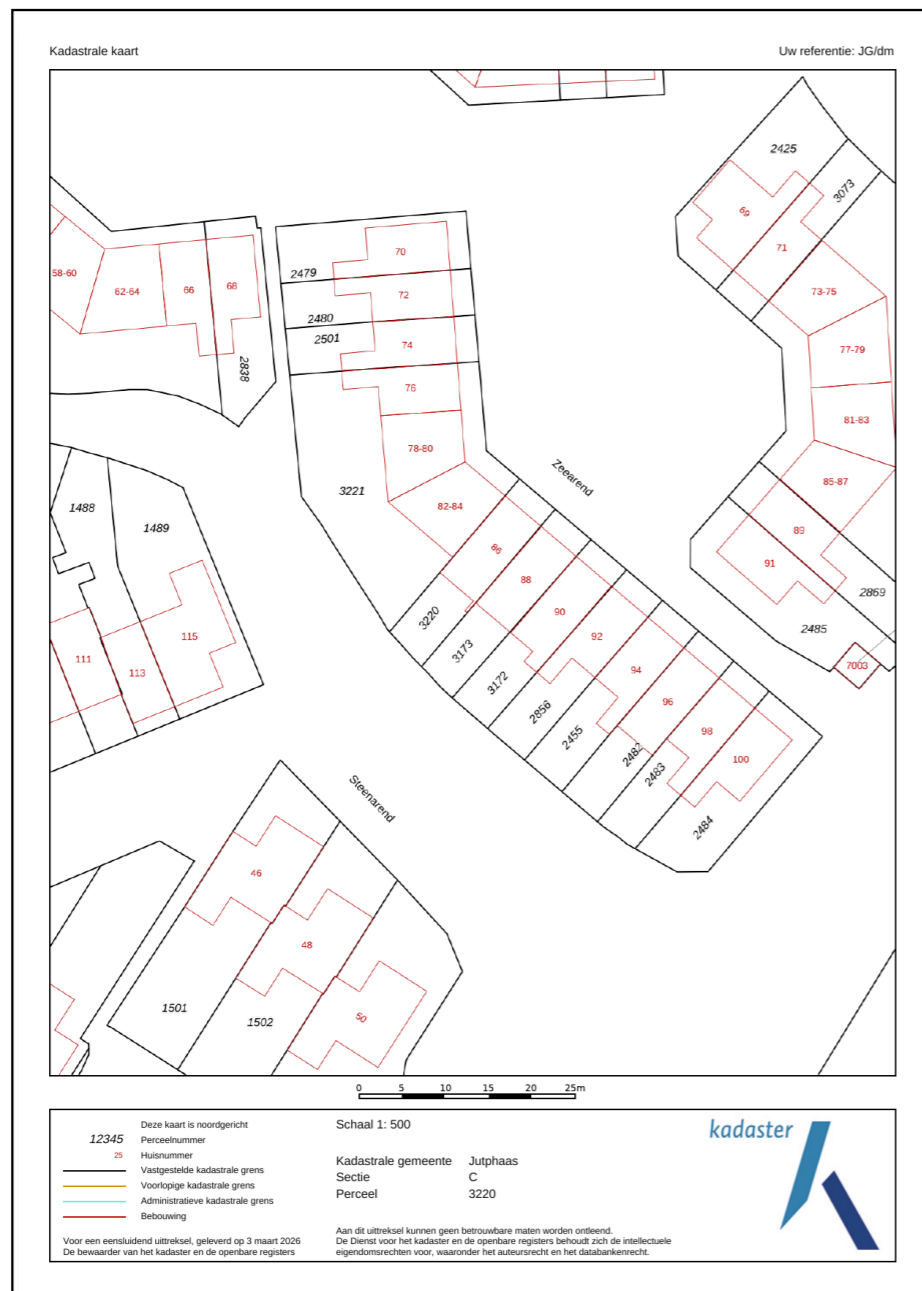 Kadastrale kaart
Uw referentie: JG/dm
2425
3073
69
71
58-60
62-64
66
68
70
2479
72
73-75
2480
2501
74
77-79
2838
76
81-83
78-80
Zeearend
3221
85-87
1488
82-84
1489
86
89
88
91
2869
90
3220
115
92
2485
3173
111
113
94
7003
3172
96
2856
2455
98
2482
100
2483
Steenarend
2484
46
48
1501
1502
50
0 5 10 15 20 25m
Deze kaart is noordgericht
12345 Perceelnummer
25 Huisnummer
Vastgestelde kadastrale grens
Voorlopige kadastrale grens
Administratieve kadastrale grens
Bebouwing
Voor een eensluidend uittreksel, geleverd op 3 maart 2026
De bewaarder van het kadaster en de openbare registers
Schaal 1: 500
Kadastrale gemeente Jutphaas
Sectie C
Perceel 3220
Aan dit uittreksel kunnen geen betrouwbare maten worden ontleend.
De Dienst voor het kadaster en de openbare registers behoudt zich de intellectuele
eigendomsrechten voor, waaronder het auteursrecht en het databankenrecht.
kadaster